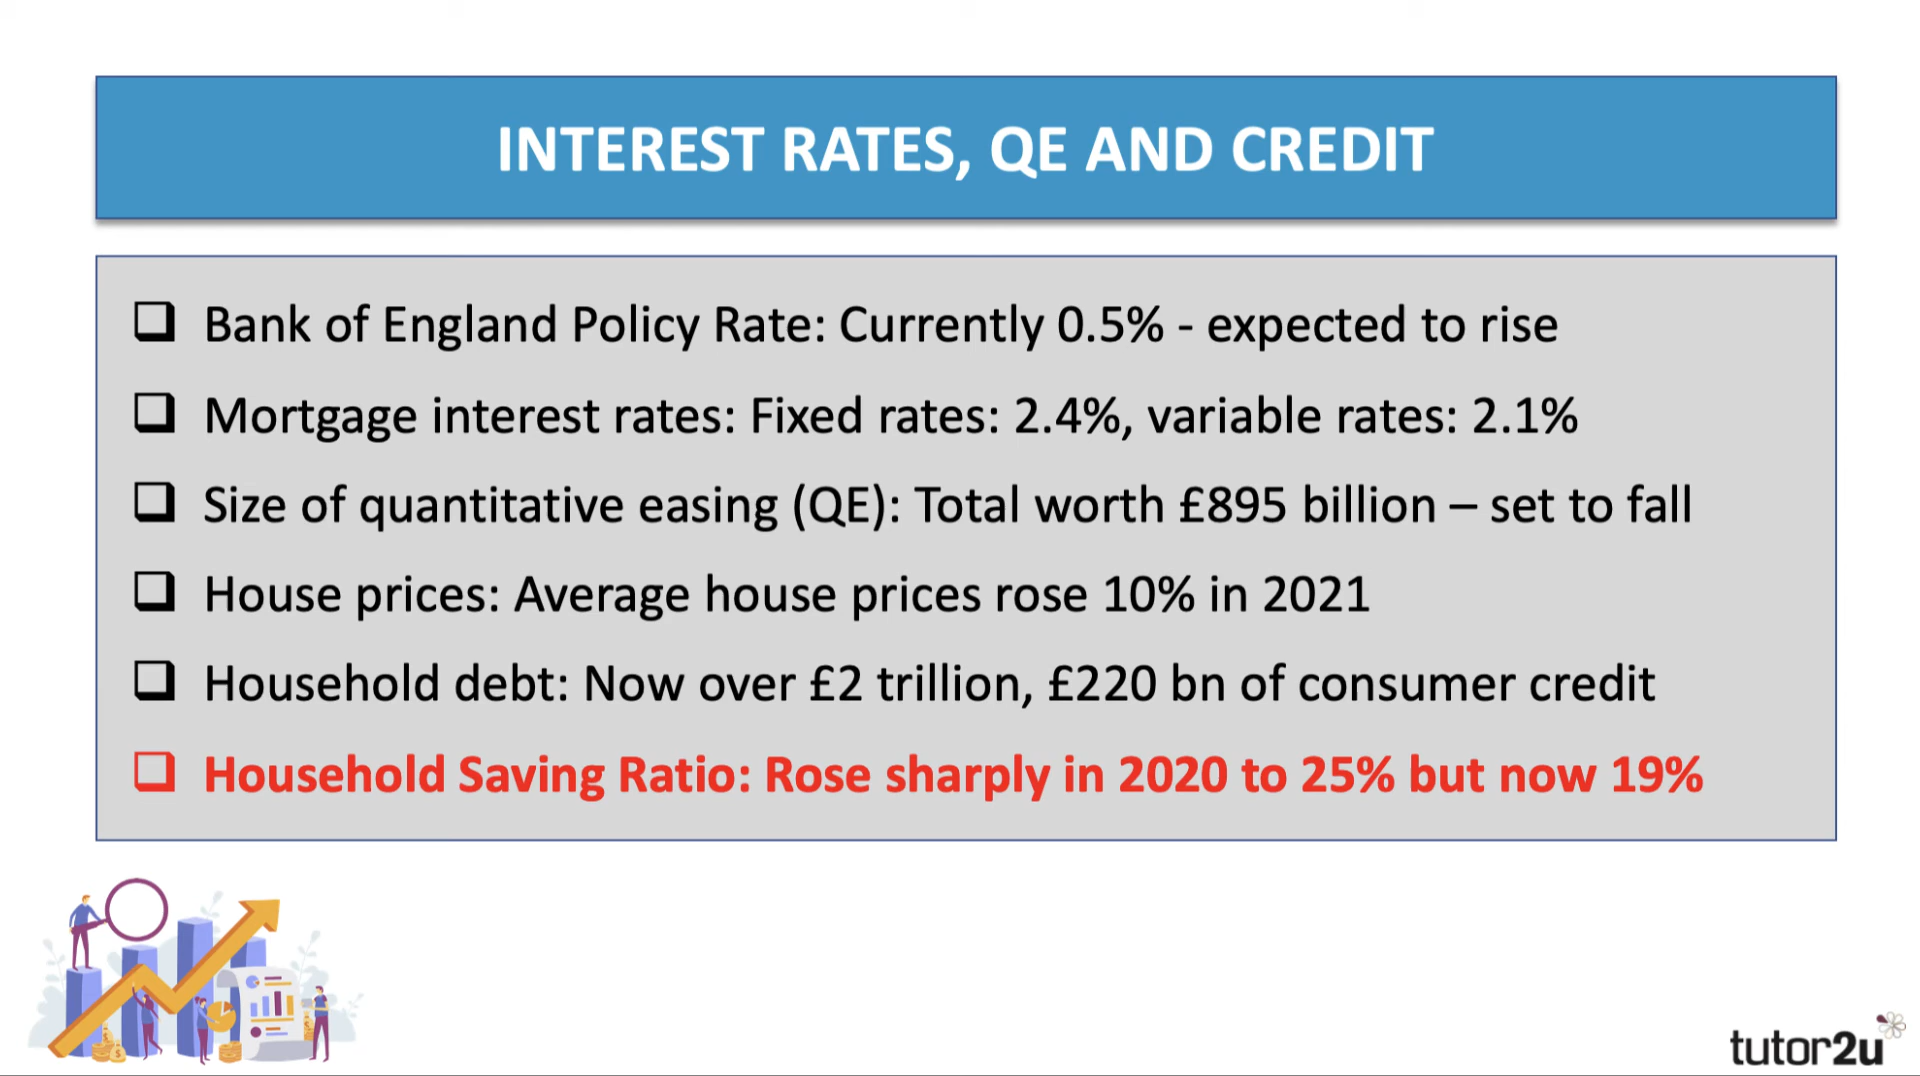 INTEREST RATES, QE AND CREDIT
Bank of England Policy Rate: Currently 0.5% - expected to rise
Mortgage interest rates: Fixed rates: 2.4%, variable rates: 2.1%
Size of quantitative easing (QE): Total worth £895 billion – set to fall
House prices: Average house prices rose 10% in 2021
Household debt: Now over £2 trillion, £220 bn of consumer credit
Household Saving Ratio: Rose sharply in 2020 to 25% but now 19%
tutor2u